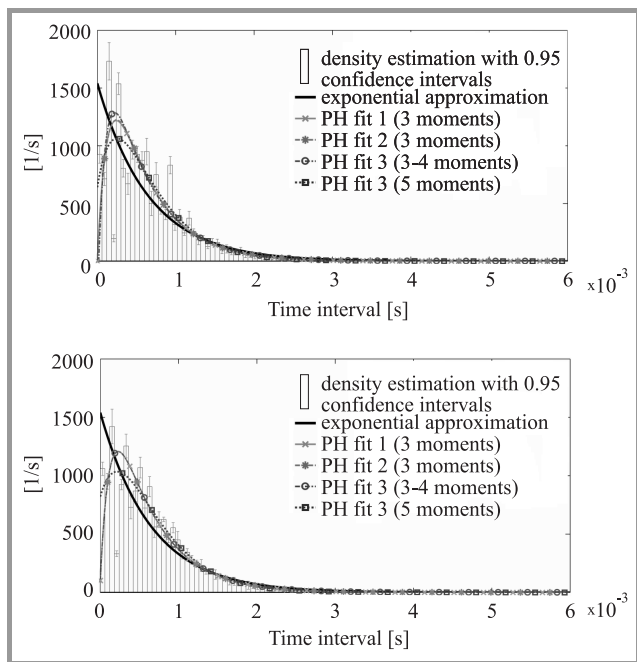 2000
1500
1000
500
0
[1/s]
density estimation with 0.95
confidence intervals
exponential approximation
PH fit 1 (3 moments)
PH fit 2 (3 moments)
PH fit 3 (3-4 moments)
PH fit 3 (5 moments)
0 1 2 3 4 5 6
×10-3
Time interval [s]
2000
1500
1000
500
0
[1/s]
density estimation with 0.95
confidence intervals
exponential approximation
PH fit 1 (3 moments)
PH fit 2 (3 moments)
PH fit 3 (3-4 moments)
PH fit 3 (5 moments)
0 1 2 3 4 5 6
×10-3
Time interval [s]